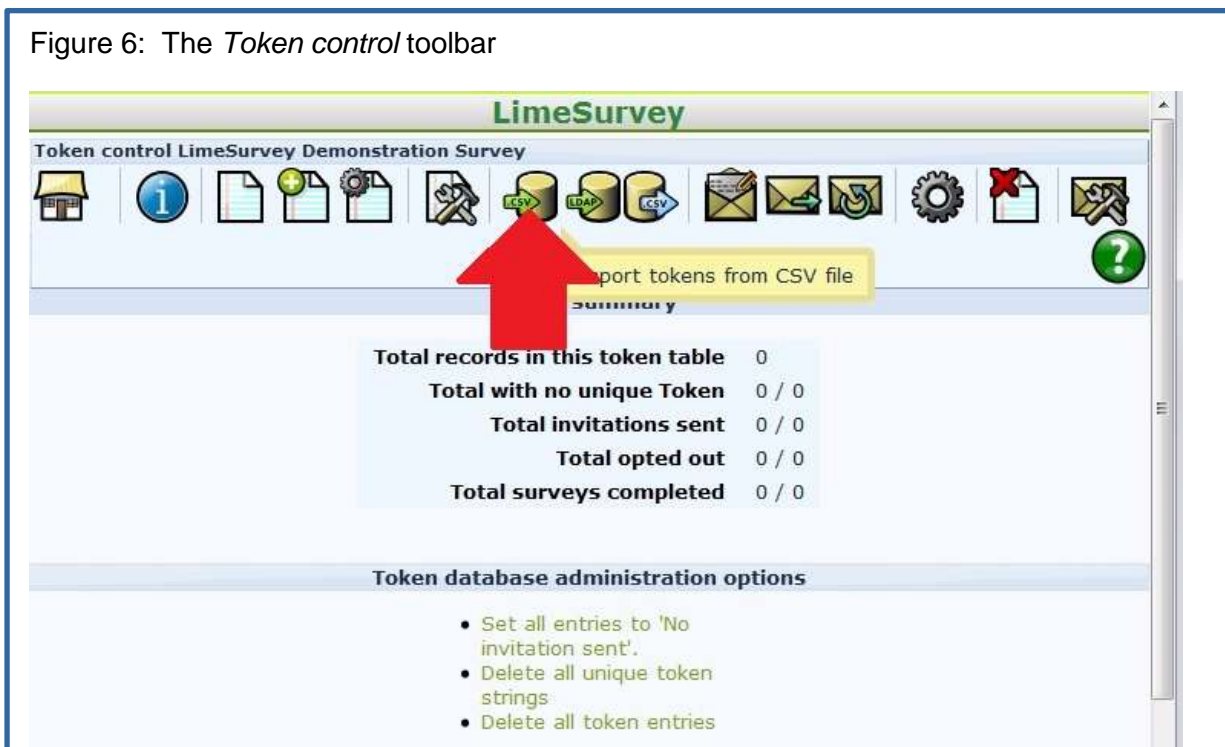 Figure 6: The Token control toolbar
LimeSurvey
Token control LimeSurvey Demonstration Survey
.CSV LDAP .CSV
?
port tokens from CSV file
summary
Total records in this token table 0
Total with no unique Token 0 / 0
Total invitations sent 0 / 0
Total opted out 0 / 0
Total surveys completed 0 / 0
Token database administration options
• Set all entries to 'No
invitation sent'.
• Delete all unique token
strings
• Delete all token entries